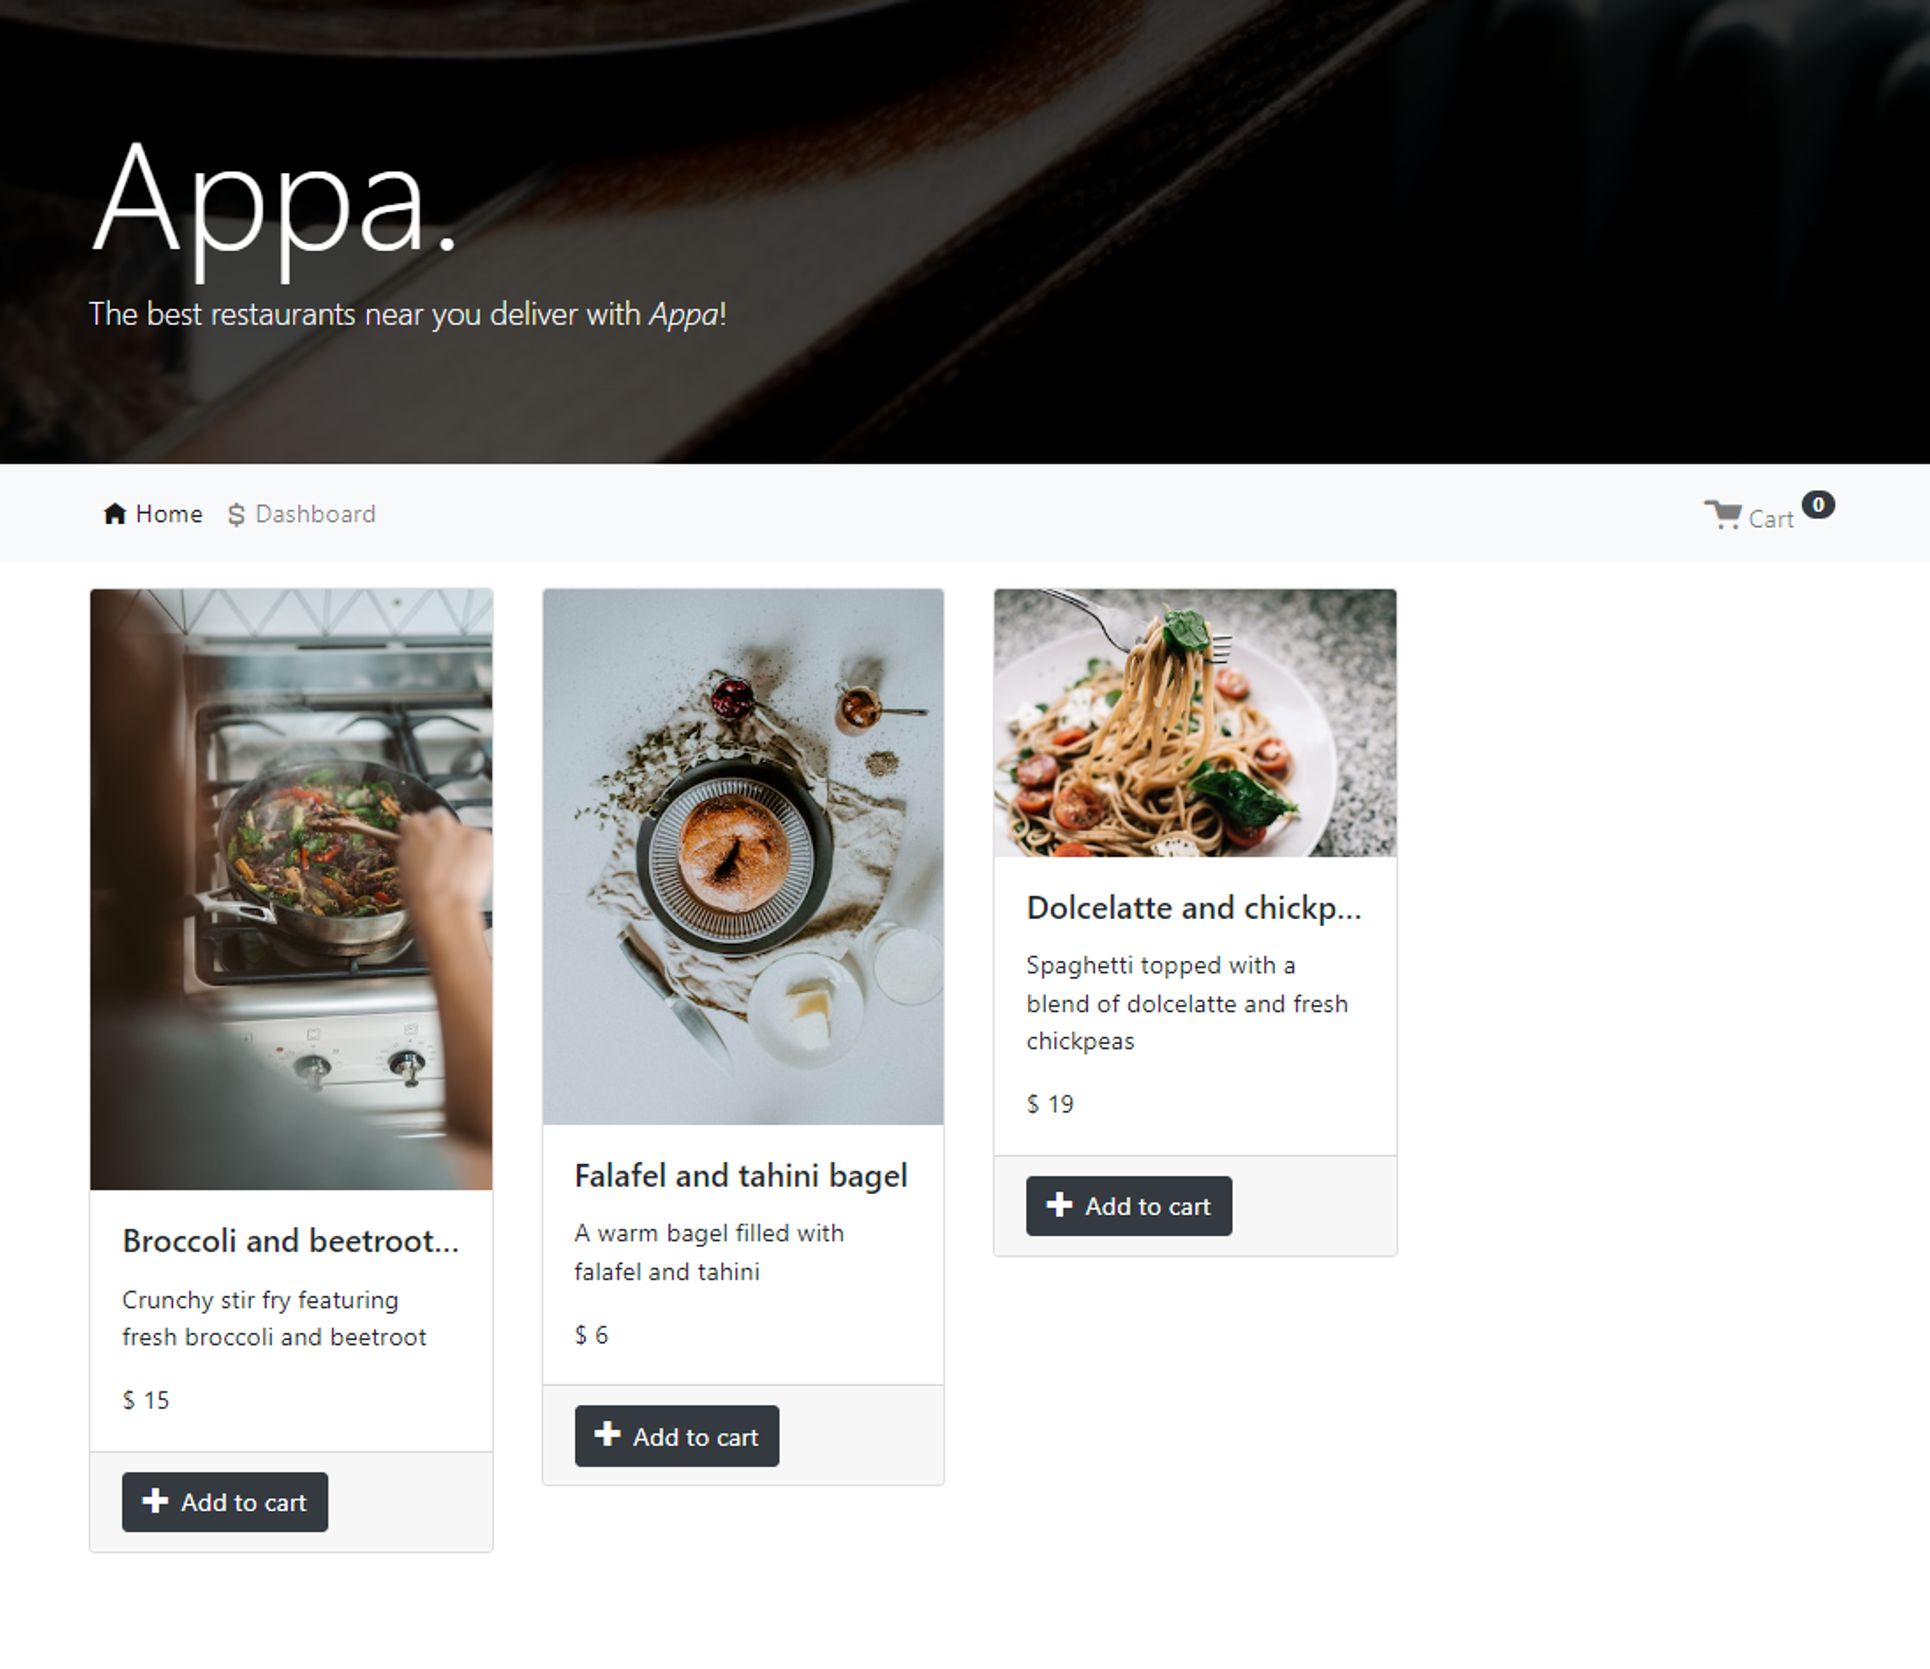 Appa.
The best restaurants near you deliver with Appa!
Home $ Dashboard
Cart 0
Broccoli and beetroot...
Crunchy stir fry featuring
fresh broccoli and beetroot
$ 15
Add to cart
Falafel and tahini bagel
A warm bagel filled with
falafel and tahini
$ 6
Add to cart
Dolcelatte and chickp...
Spaghetti topped with a
blend of dolcelatte and fresh
chickpeas
$ 19
Add to cart